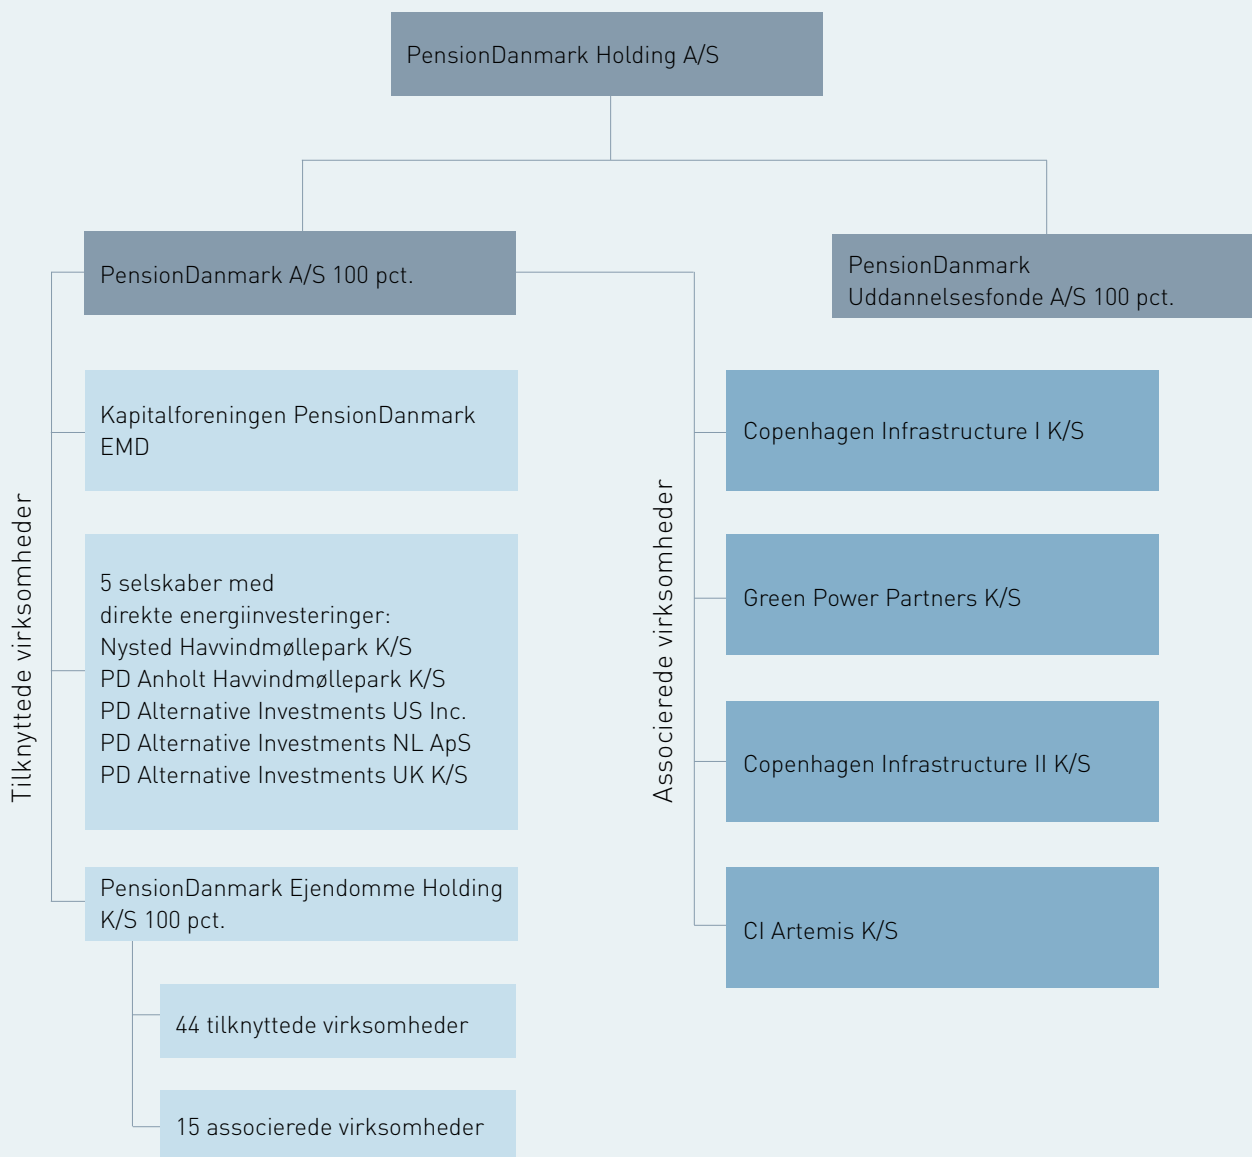 PensionDanmark Holding A/S
PensionDanmark A/S 100 pct.
PensionDanmark
Uddannelsesfonde A/S 100 pct.
Tilknyttede virksomheder
Kapitalforeningen PensionDanmark
EMD
5 selskaber med
direkte energiinvesteringer:
Nysted Havvindmøllepark K/S
PD Anholt Havvindmøllepark K/S
PD Alternative Investments US Inc.
PD Alternative Investments NL ApS
PD Alternative Investments UK K/S
PensionDanmark Ejendomme Holding
K/S 100 pct.
44 tilknyttede virksomheder
15 associerede virksomheder
Associerede virksomheder
Copenhagen Infrastructure I K/S
Green Power Partners K/S
Copenhagen Infrastructure II K/S
CI Artemis K/S